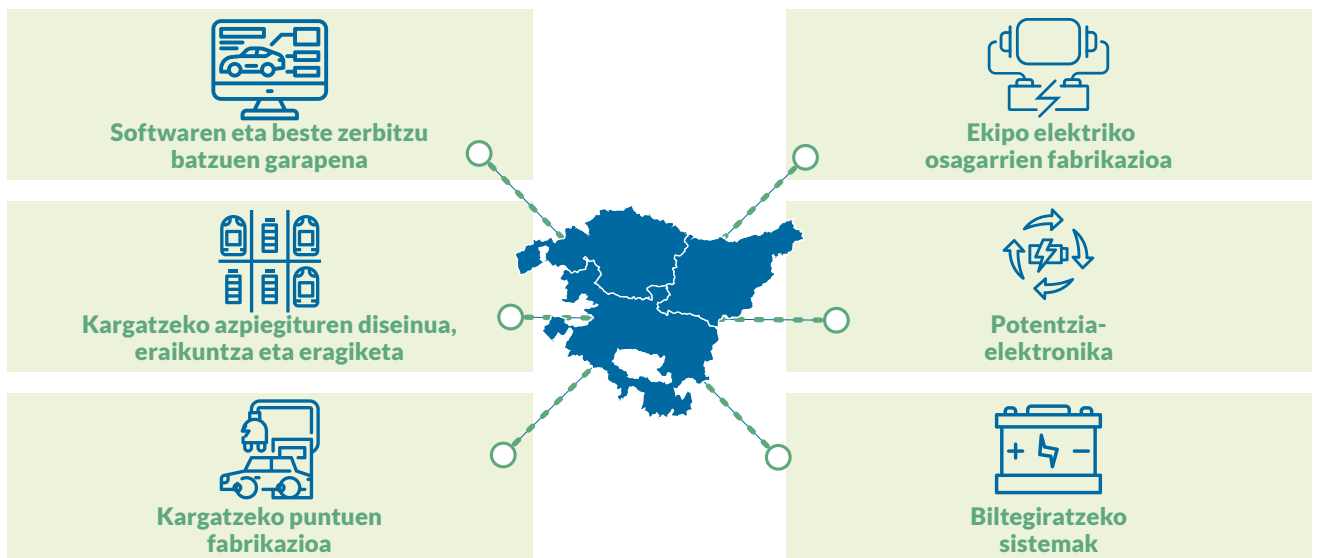 Softwaren eta beste zerbitzu
batzuen garapena
Ekipo elektriko
osagarrien fabrikazioa
Kargatzeko azpiegituren diseinua,
eraikuntza eta eragiketa
Potentzia-
elektronika
Kargatzeko puntuen
fabrikazioa
Biltegiratzeko
sistemak